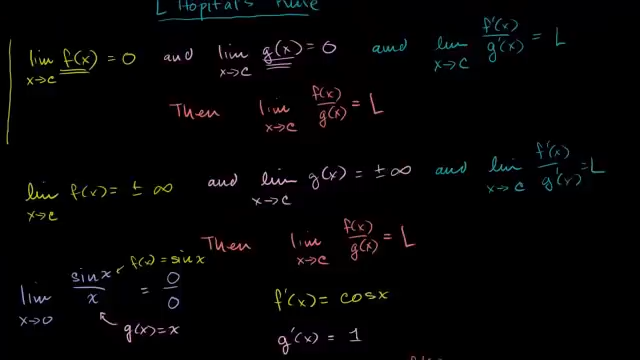 L'Hopital's Rule
lim x→c f(x) = 0 and lim x→c g(x) = 0 and lim x→c f'(x)/g'(x) = L
Then lim x→c f(x)/g(x) = L
lim x→c f(x) = ± ∞ and lim x→c g(x) = ± ∞ and lim x→c f'(x)/g'(x) = L
Then lim x→c f(x)/g(x) = L
lim x→0 sin x/x = 0/0
f(x) = sin x
g(x) = x
f'(x) = cos x
g'(x) = 1